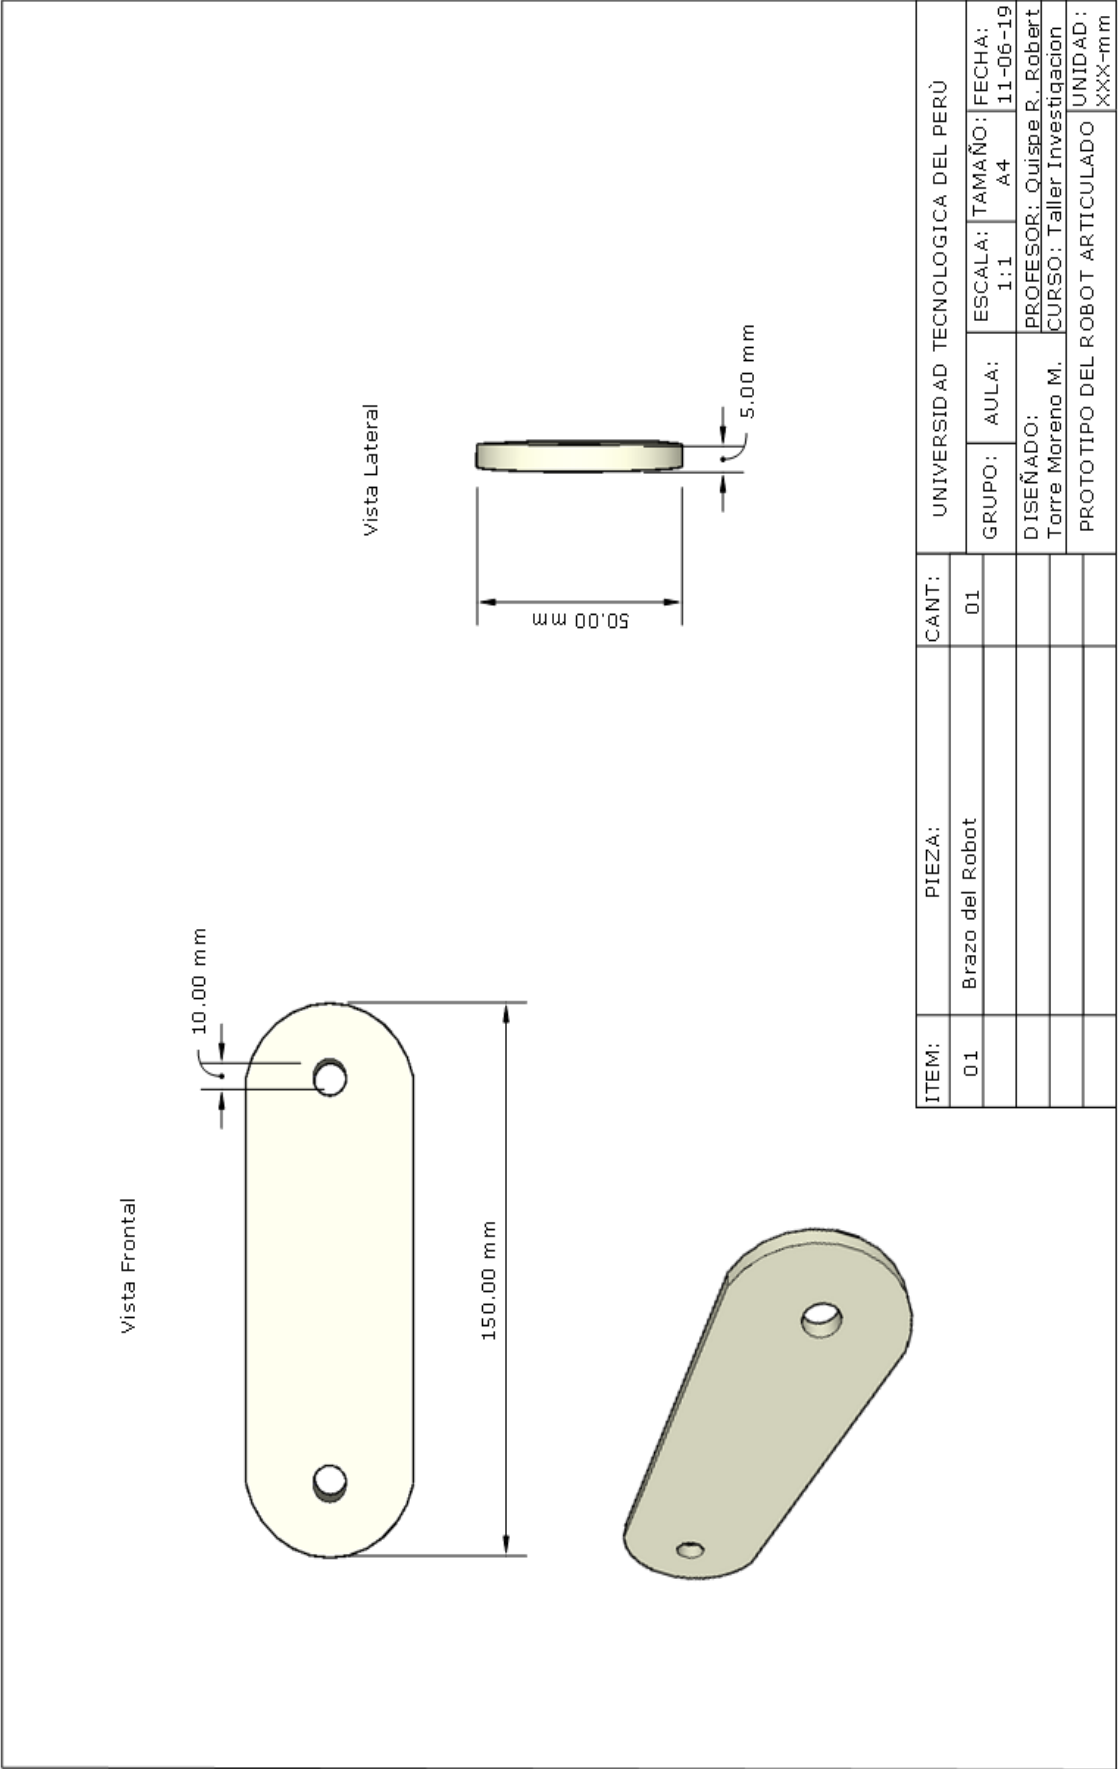 Vista Frontal
10.00 mm
150.00 mm
Vista Lateral
50.00 mm
5.00 mm
ITEM: PIEZA: CANT:
01 Brazo del Robot 01
UNIVERSIDAD TECNOLOGICA DEL PERÙ
GRUPO: AULA: ESCALA: 1:1 TAMAÑO: A4 FECHA: 11-06-19
DISEÑADO:
Torre Moreno M.
PROFESOR: Quispe R. Robert
CURSO: Taller Investigacion
PROTOTIPO DEL ROBOT ARTICULADO
UNIDAD:
XXX-mm